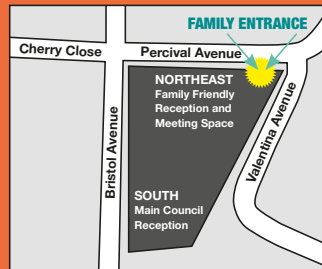 FAMILY ENTRANCE
Cherry Close
Percival Avenue
NORTHEAST
Family Friendly
Reception and
Meeting Space
Bristol Avenue
Valentina Avenue
SOUTH
Main Council
Reception